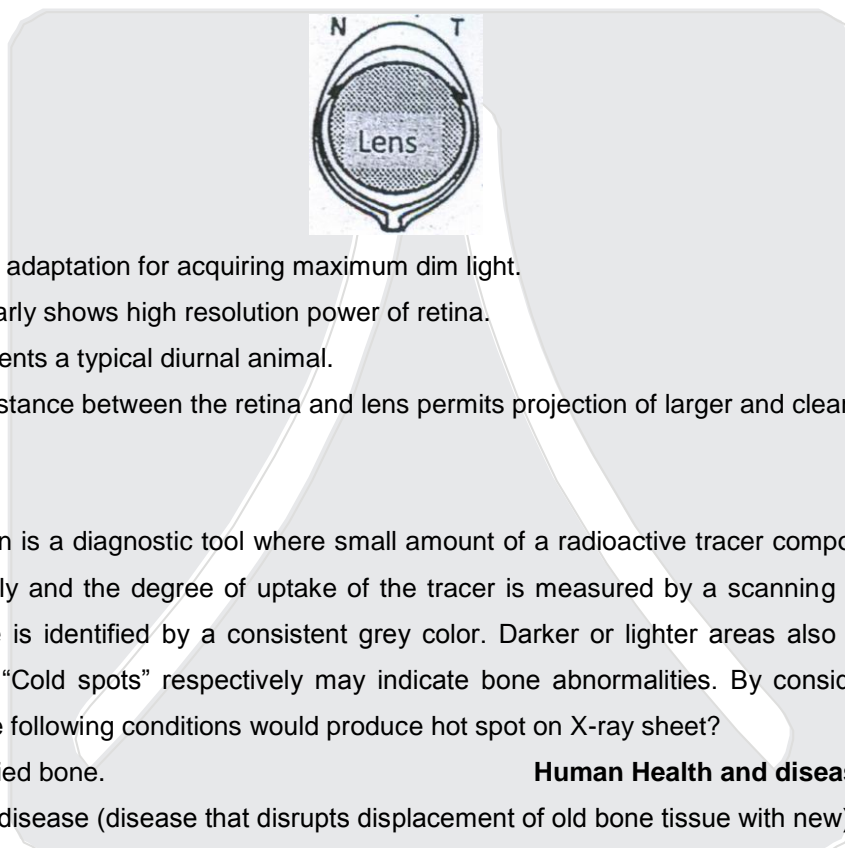 N T
Lens
adaptation for acquiring maximum dim light.
arly shows high resolution power of retina.
ents a typical diurnal animal.
stance between the retina and lens permits projection of larger and clear
n is a diagnostic tool where small amount of a radioactive tracer compo
ly and the degree of uptake of the tracer is measured by a scanning
e is identified by a consistent grey color. Darker or lighter areas also
“Cold spots” respectively may indicate bone abnormalities. By consid
e following conditions would produce hot spot on X-ray sheet?
ied bone. Human Health and diseas
disease (disease that disrupts displacement of old bone tissue with new)